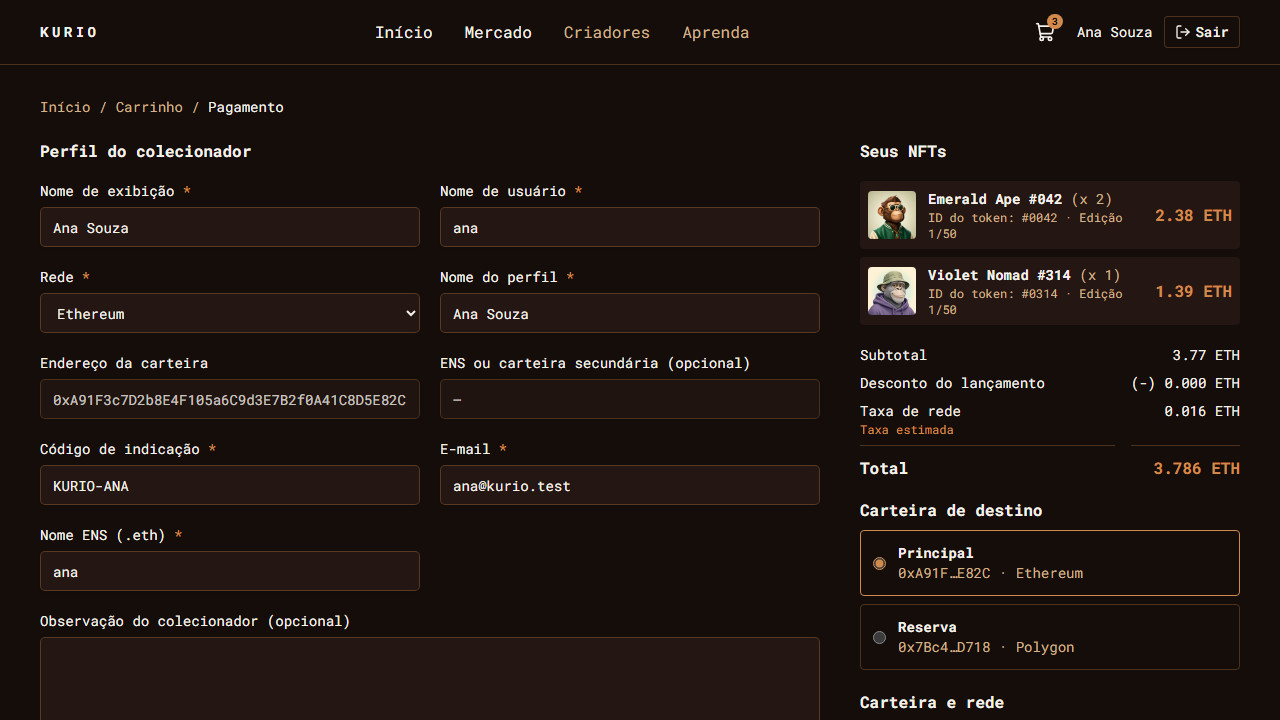 KURIO
Início
Mercado
Criadores
Aprenda
3
Ana Souza
Sair
Início / Carrinho / Pagamento
Perfil do colecionador
Nome de exibição *
Ana Souza
Nome de usuário *
ana
Rede *
Ethereum
Nome do perfil *
Ana Souza
Endereço da carteira
0xA91F3c7D2b8E4F105a6C9d3E7B2f0A41C8D5E82C
ENS ou carteira secundária (opcional)
—
Código de indicação *
KURIO-ANA
E-mail *
ana@kurio.test
Nome ENS (.eth) *
ana
Observação do colecionador (opcional)
Seus NFTs
Emerald Ape #042 (x 2)
ID do token: #0042 · Edição
1/50
2.38 ETH
Violet Nomad #314 (x 1)
ID do token: #0314 · Edição
1/50
1.39 ETH
Subtotal
3.77 ETH
Desconto do lançamento
(-) 0.000 ETH
Taxa de rede
0.016 ETH
Taxa estimada
Total
3.786 ETH
Carteira de destino
Principal
0xA91F…E82C · Ethereum
Reserva
0x7Bc4…D718 · Polygon
Carteira e rede